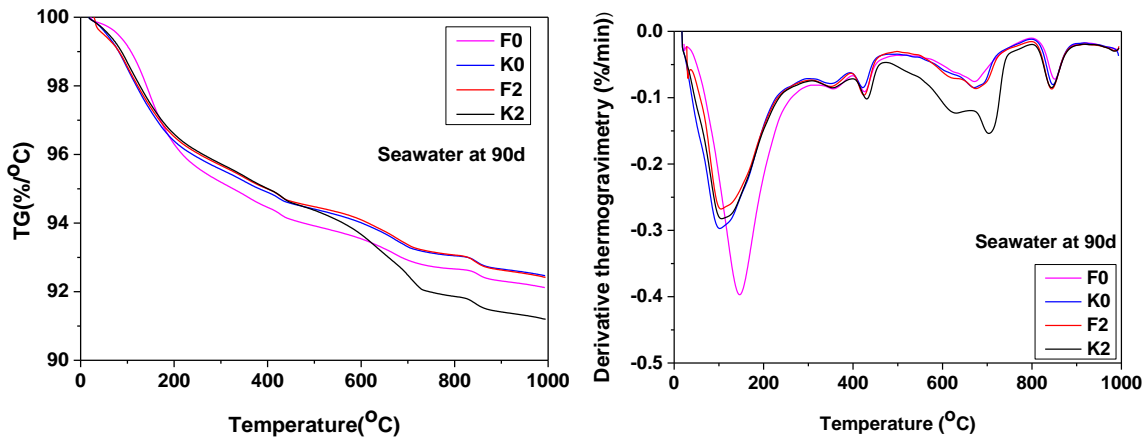 100
98
96
94
92
90
TG(%/°C)
0
200
400
600
800
1000
Temperature(°C)
F0
K0
F2
K2
Seawater at 90d
0.0
-0.1
-0.2
-0.3
-0.4
-0.5
Derivative thermogravimetry (%/min))
0
200
400
600
800
1000
Temperature (°C)
Seawater at 90d
F0
K0
F2
K2